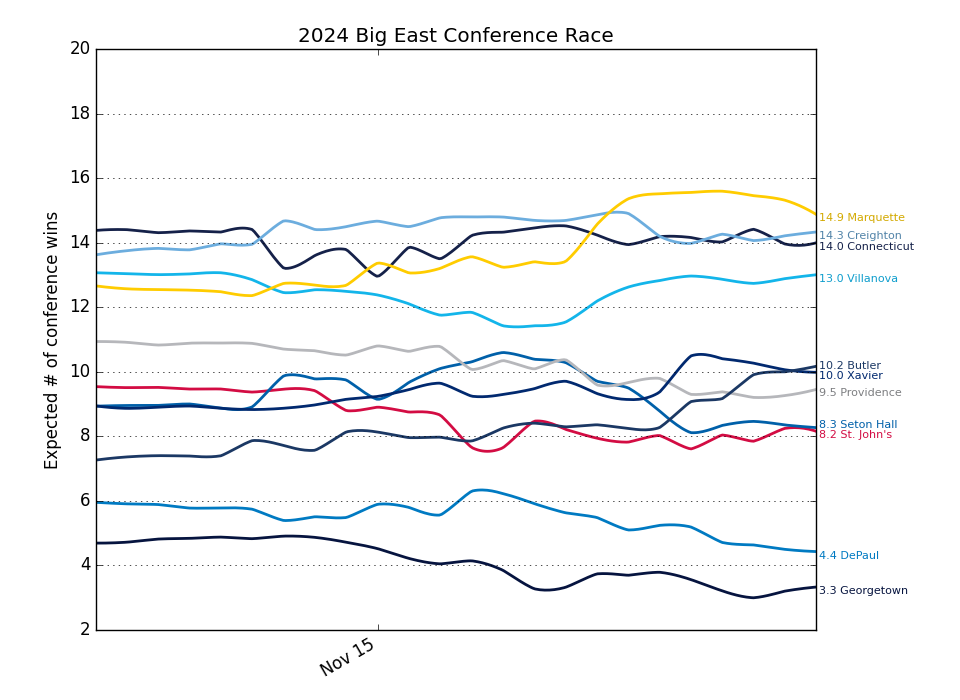 2024 Big East Conference Race
Expected # of conference wins
20
18
16
14
12
10
8
6
4
2
Nov 15
14.9 Marquette
14.3 Creighton
14.0 Connecticut
13.0 Villanova
10.2 Butler
10.0 Xavier
9.5 Providence
8.3 Seton Hall
8.2 St. John's
4.4 DePaul
3.3 Georgetown